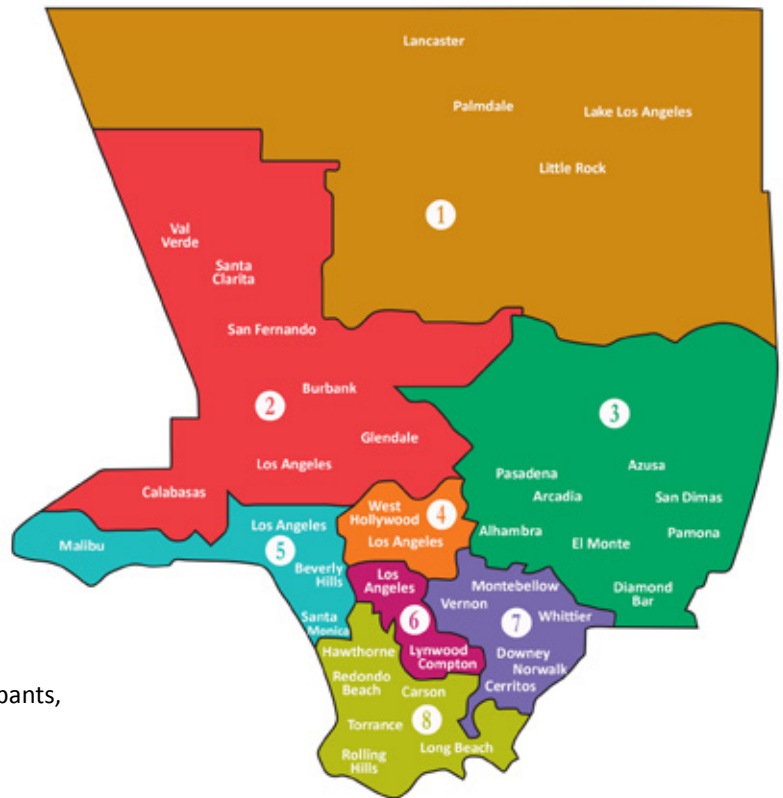 Lancaster
Palmdale
Lake Los Angeles
Little Rock
1
Val
Verde
Santa
Clarita
San Fernando
Burbank
2
Glendale
Los Angeles
Calabasas
3
Pasadena
Azusa
Arcadia
San Dimas
Alhambra
El Monte
Pamona
Diamond
Bar
West
Hollywood
4
Los Angeles
Malibu
Los Angeles
5
Beverly
Hills
Santa
Monica
Los
Angeles
6
Lynwood
Compton
Montebellow
Vernon
7
Whittier
Downey
Norwalk
Cerritos
Hawthorne
Redondo
Beach
Carson
8
Torrance
Long Beach
Rolling
Hills